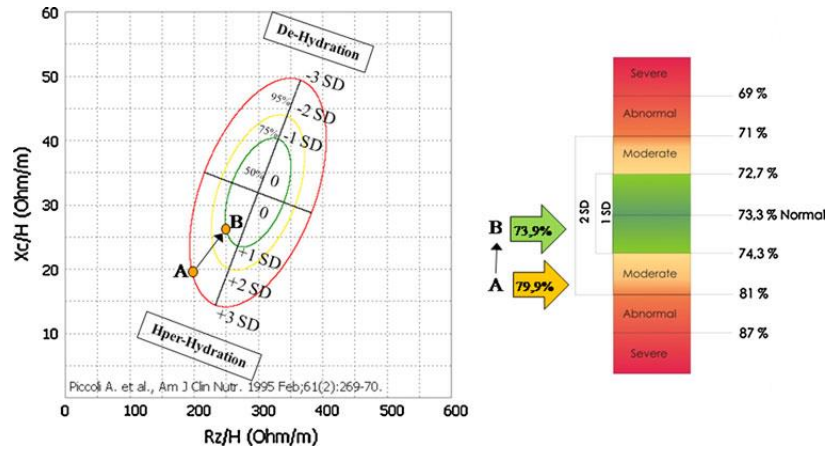 60
50
40
30
20
10
Xc/H (Ohm/m)
De-Hydration
-3 SD
95%
-2 SD
75%
-1 SD
50%
0
0
B
A
+1 SD
+2 SD
+3 SD
Hper-Hydration
Piccoli A. et al., Am J Clin Nutr. 1995 Feb;61(2):269-70.
0 100 200 300 400 500 600
Rz/H (Ohm/m)
B
73,9%
A
79,9%
2 SD
1 SD
Severe
69 %
Abnormal
71 %
Moderate
72.7 %
73.3 % Normal
74.3 %
Moderate
81 %
Abnormal
87 %
Severe